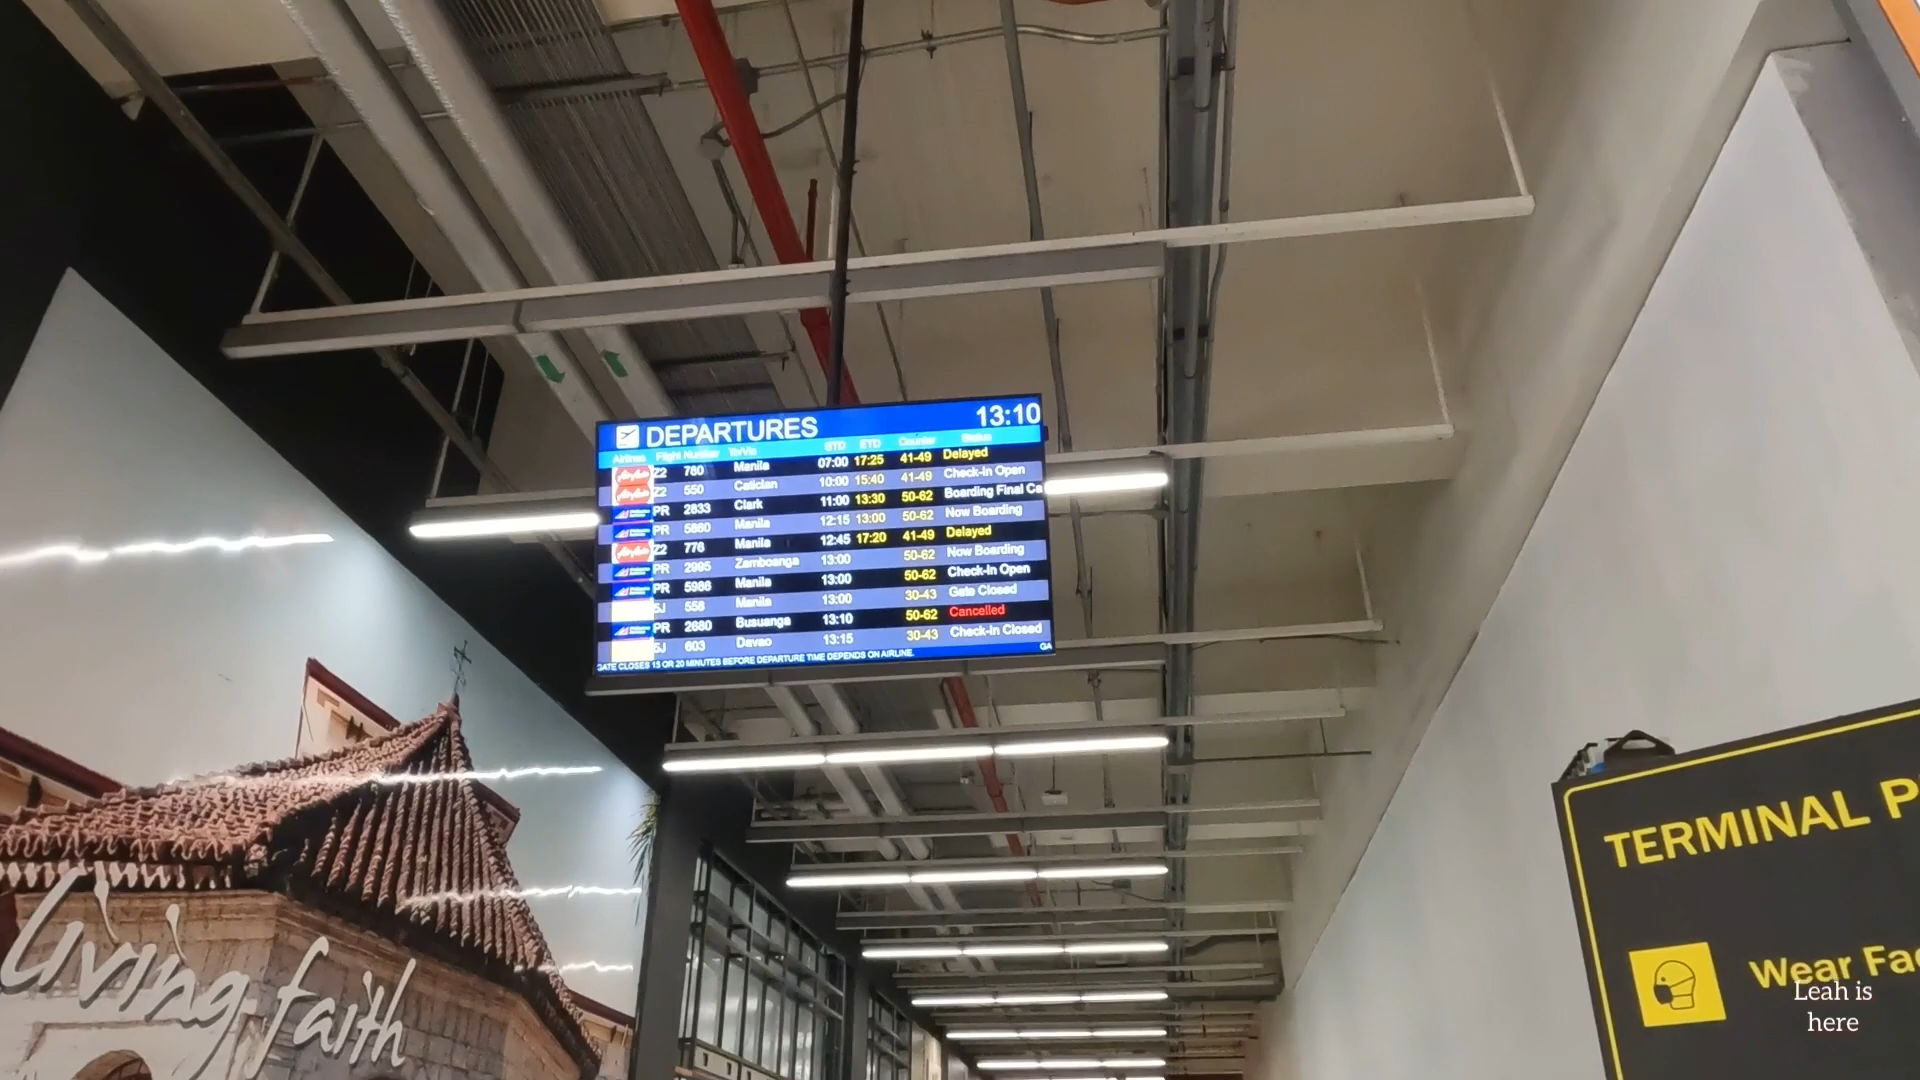 DEPARTURES 13:10
Airlines Flight Number To/Via STD ETD Counter Status
AirAsia Z2 780 Manila 07:00 17:25 41-49 Delayed
AirAsia Z2 550 Caticlan 10:00 15:40 41-49 Check-In Open
PR 2833 Clark 11:00 13:30 50-62 Boarding Final Ca
PR 5860 Manila 12:15 13:00 50-62 Now Boarding
AirAsia Z2 776 Manila 12:45 17:20 41-49 Delayed
PR 2995 Zamboanga 13:00 50-62 Now Boarding
PR 5986 Manila 13:00 50-62 Check-In Open
5J 558 Manila 13:00 30-43 Gate Closed
PR 2680 Busuanga 13:10 50-62 Cancelled
5J 603 Davao 13:15 30-43 Check-In Closed
GATE CLOSES 15 OR 20 MINUTES BEFORE DEPARTURE TIME DEPENDS ON AIRLINE. GA
living faith
TERMINAL P
Wear Fac
Leah is
here